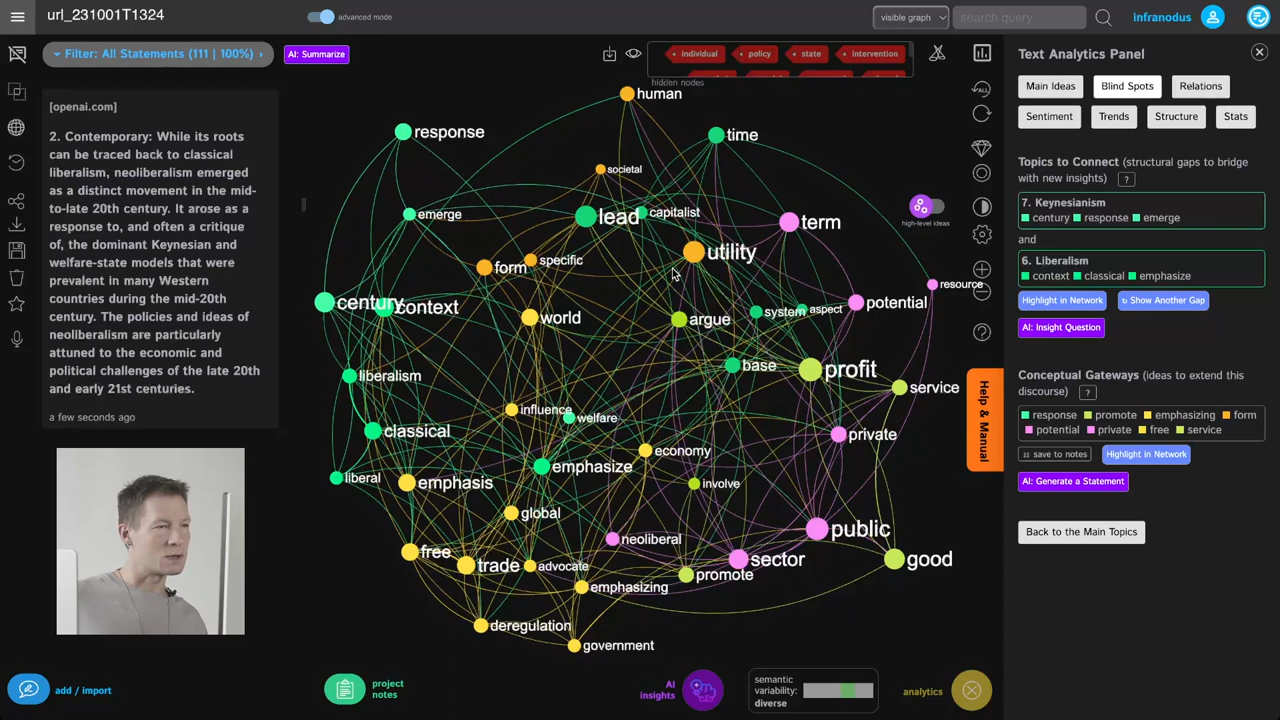 url_231001T1324
advanced mode
visible graph
search query
infranodus
Filter: All Statements (111 | 100%)
AI: Summarize
individual
policy
state
intervention
hidden nodes
[openai.com]
2. Contemporary: While its roots
can be traced back to classical
liberalism, neoliberalism emerged
as a distinct movement in the mid-
to-late 20th century. It arose as a
response to, and often a critique
of, the dominant Keynesian and
welfare-state models that were
prevalent in many Western
countries during the mid-20th
century. The policies and ideas of
neoliberalism are particularly
attuned to the economic and
political challenges of the late 20th
and early 21st centuries.
a few seconds ago
human
response
time
societal
emerge
lead
capitalist
term
utility
high-level ideas
form
specific
resource
century
context
world
argue
system
aspect
potential
liberalism
base
profit
service
influence
welfare
classical
private
emphasize
economy
liberal
emphasis
involve
global
neoliberal
public
free
trade
advocate
sector
good
promote
emphasizing
deregulation
government
ALL
Help & Manual
Text Analytics Panel
Main Ideas
Blind Spots
Relations
Sentiment
Trends
Structure
Stats
Topics to Connect (structural gaps to bridge
with new insights) ?
7. Keynesianism
century response emerge
and
6. Liberalism
context classical emphasize
Highlight in Network
↻ Show Another Gap
AI: Insight Question
Conceptual Gateways (ideas to extend this
discourse) ?
response promote emphasizing form
potential private free service
save to notes
Highlight in Network
AI: Generate a Statement
Back to the Main Topics
add / import
project
notes
AI
insights
semantic
variability:
diverse
analytics